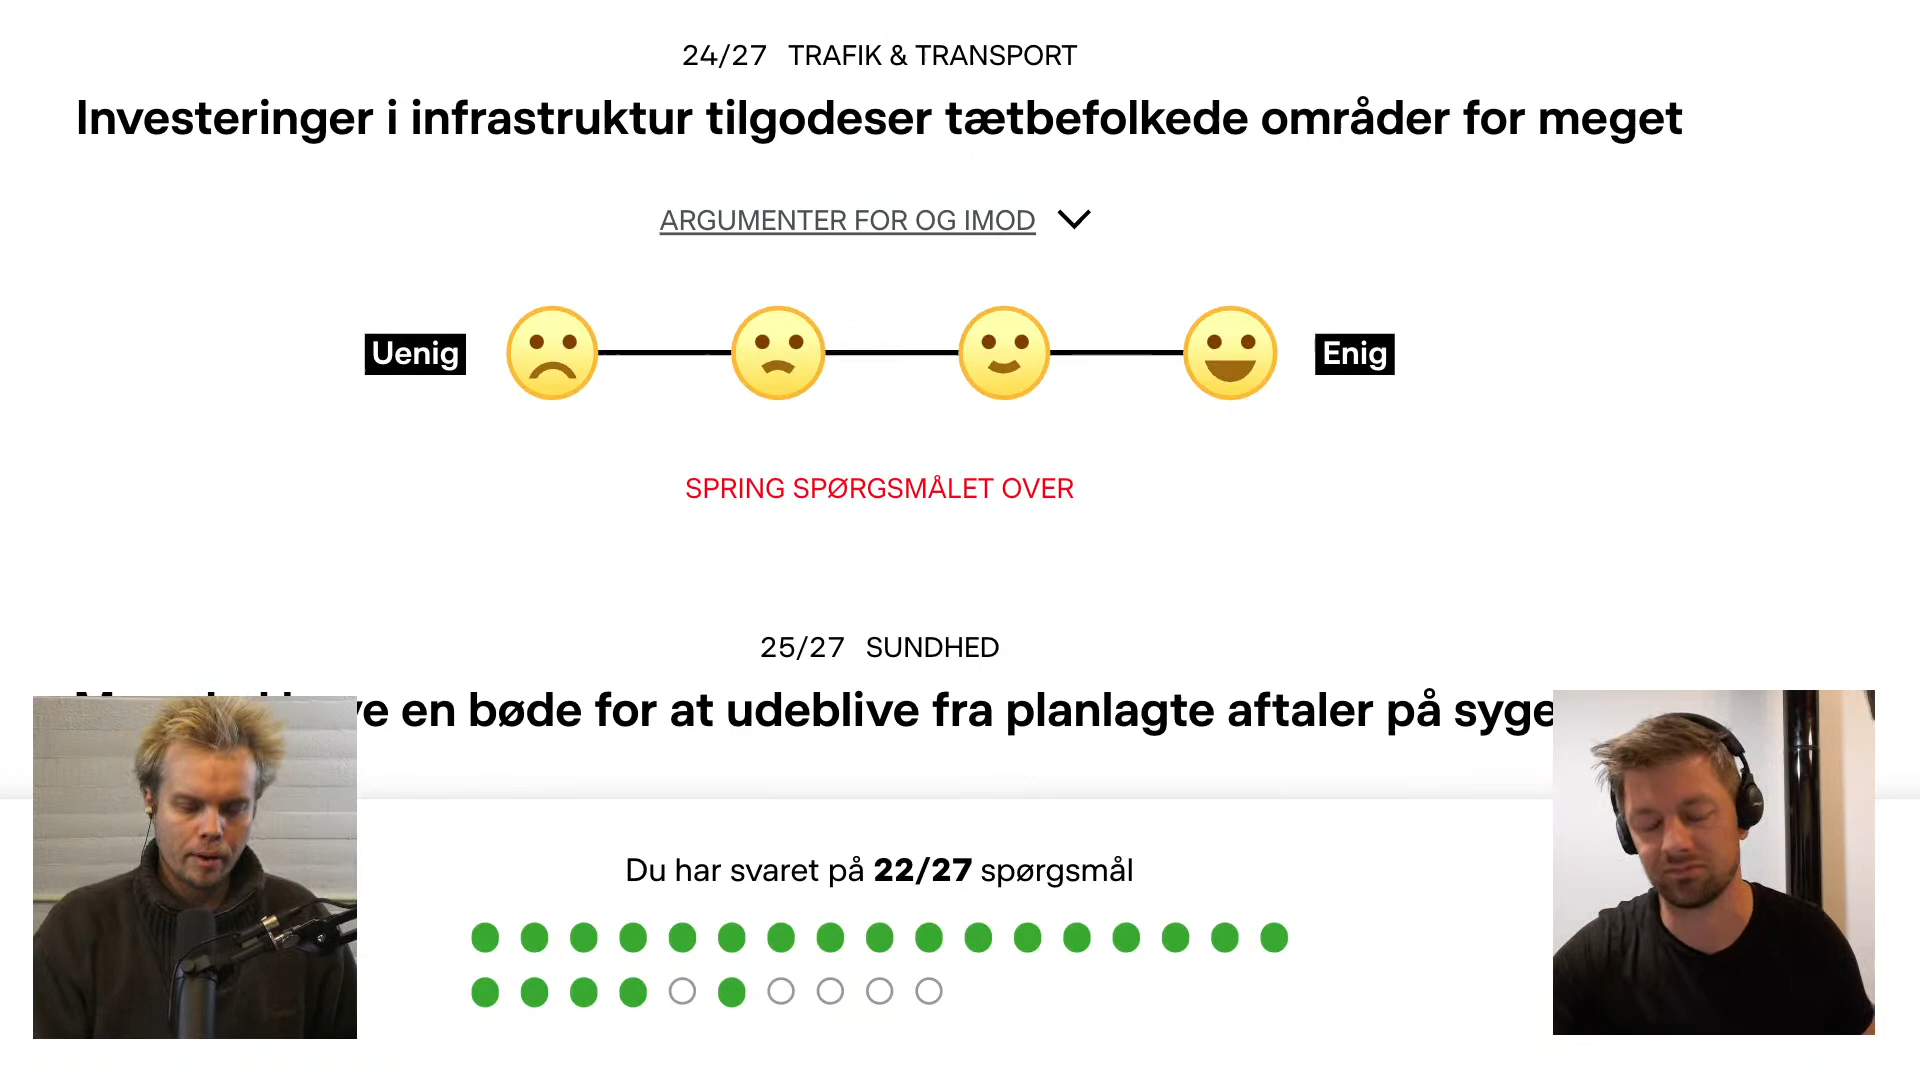 24/27 TRAFIK & TRANSPORT
Investeringer i infrastruktur tilgodeser tætbefolkede områder for meget
ARGUMENTER FOR OG IMOD
Uenig
Enig
SPRING SPØRGSMÅLET OVER
25/27 SUNDHED
en bøde for at udeblive fra planlagte aftaler på
Du har svaret på 22/27 spørgsmål